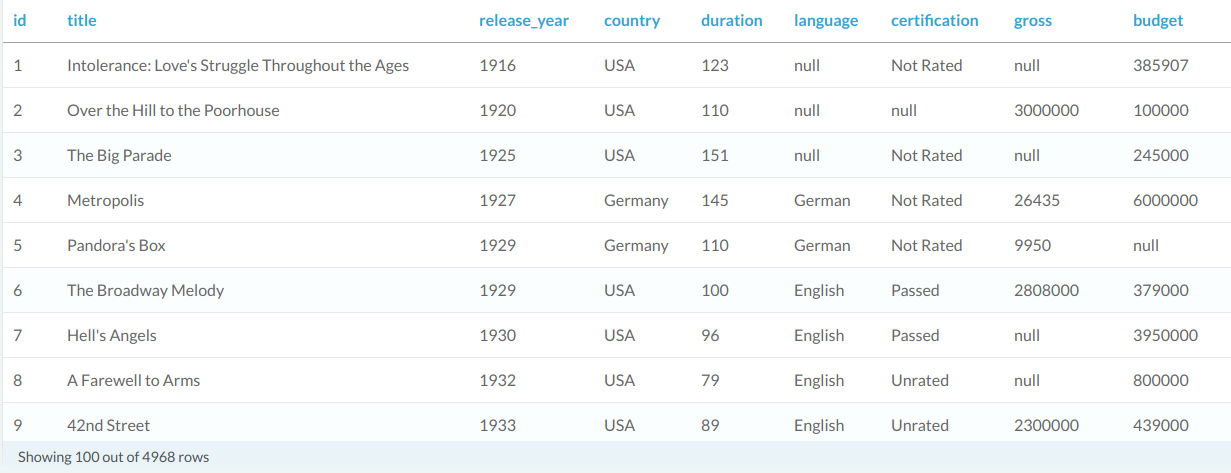 id title release_year country duration language certification gross budget
1 Intolerance: Love's Struggle Throughout the Ages 1916 USA 123 null Not Rated null 385907
2 Over the Hill to the Poorhouse 1920 USA 110 null null 3000000 100000
3 The Big Parade 1925 USA 151 null Not Rated null 245000
4 Metropolis 1927 Germany 145 German Not Rated 26435 6000000
5 Pandora's Box 1929 Germany 110 German Not Rated 9950 null
6 The Broadway Melody 1929 USA 100 English Passed 2808000 379000
7 Hell's Angels 1930 USA 96 English Passed null 3950000
8 A Farewell to Arms 1932 USA 79 English Unrated null 800000
9 42nd Street 1933 USA 89 English Unrated 2300000 439000
Showing 100 out of 4968 rows